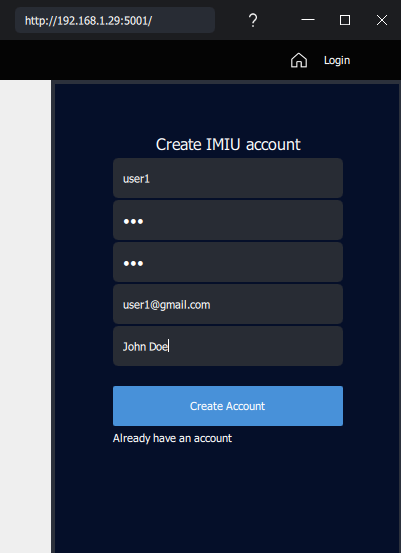 http://192.168.1.29:5001/
?
Login
Create IMIU account
user1
•••
•••
user1@gmail.com
John Doe
Create Account
Already have an account